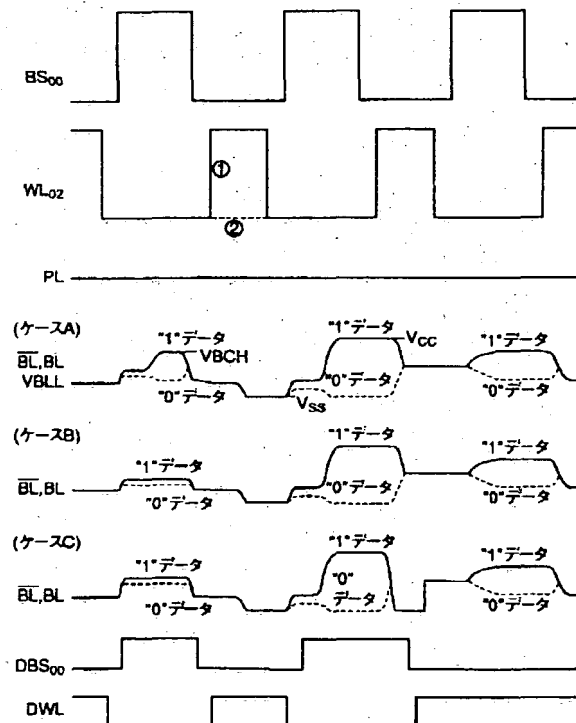 BS₀₀
WL₀₂
①
②
PL
(ケースA)
"1"データ
VBCH
"1"データ
VCC
"1"データ
BL,BL
VBLL
"0"データ
"0"データ
VSS
"0"データ
(ケースB)
"1"データ
"1"データ
"1"データ
BL,BL
"0"データ
"0"データ
"0"データ
(ケースC)
"1"データ
"1"データ
"1"データ
BL,BL
"0"データ
"0"
データ
"0"データ
DBS₀₀
DWL